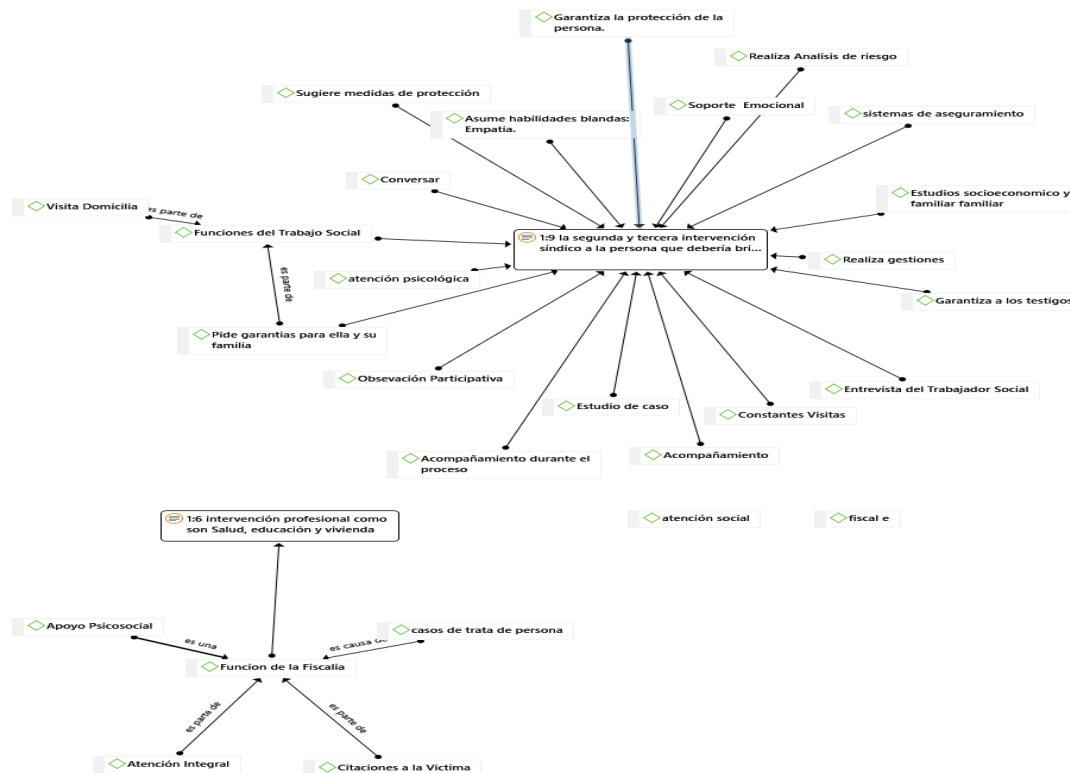 Garantiza la protección de la
persona.
Realiza Analisis de riesgo
Sugiere medidas de protección
Soporte Emocional
Asume habilidades blandas:
Empatia.
sistemas de aseguramiento
Conversar
Estudios socioeconomico y
familiar familiar
Visita Domicilia
es parte de
Funciones del Trabajo Social
1:9 la segunda y tercera intervención
síndico a la persona que debería bri...
Realiza gestiones
atención psicológica
es parte de
Garantiza a los testigos
Pide garantias para ella y su
familia
Obsevación Participativa
Entrevista del Trabajador Social
Estudio de caso
Constantes Visitas
Acompañamiento durante el
proceso
Acompañamiento
1:6 intervención profesional como
son Salud, educación y vivienda
atención social
fiscal e
Apoyo Psicosocial
es una
es causa de
casos de trata de persona
Funcion de la Fiscalia
es parte de
es parte de
Atención Integral
Citaciones a la Victima